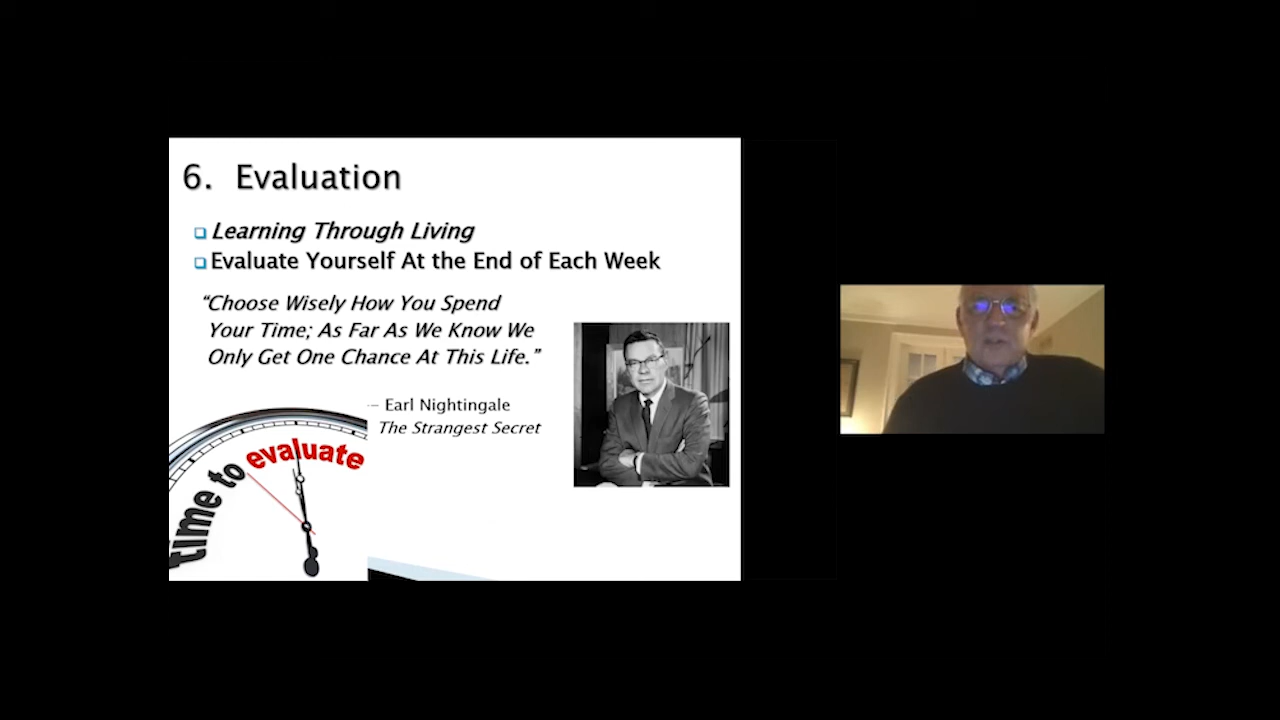 6. Evaluation
Learning Through Living
Evaluate Yourself At the End of Each Week
“Choose Wisely How You Spend
Your Time; As Far As We Know We
Only Get One Chance At This Life.”
— Earl Nightingale
The Strangest Secret
time to evaluate